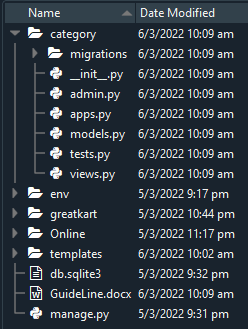 Name Date Modified
category 6/3/2022 10:09 am
migrations 6/3/2022 10:09 am
__init__.py 6/3/2022 10:09 am
admin.py 6/3/2022 10:09 am
apps.py 6/3/2022 10:09 am
models.py 6/3/2022 10:09 am
tests.py 6/3/2022 10:09 am
views.py 6/3/2022 10:09 am
env 5/3/2022 9:17 pm
greatkart 5/3/2022 10:44 pm
Online 5/3/2022 11:17 pm
templates 6/3/2022 10:02 am
db.sqlite3 5/3/2022 9:32 pm
GuideLine.docx 6/3/2022 10:09 am
manage.py 5/3/2022 9:31 pm